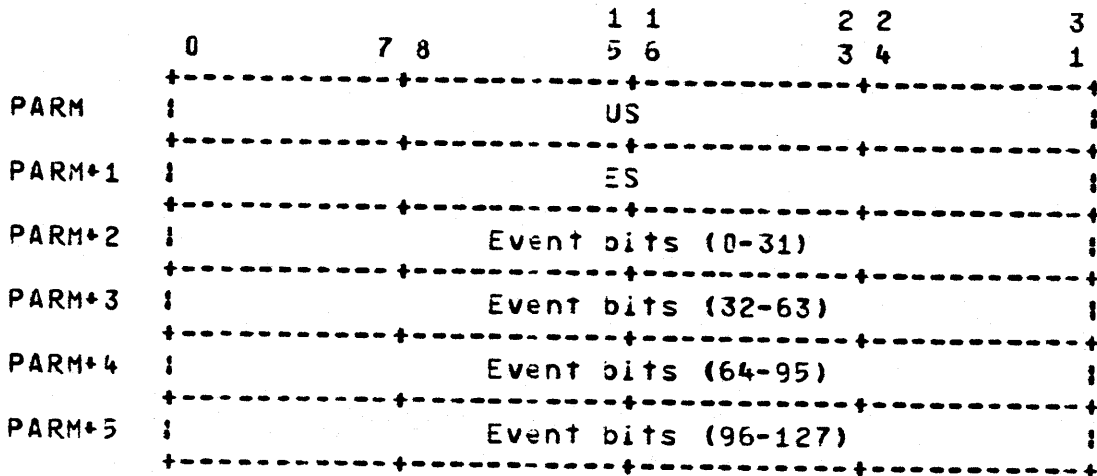 1 1 2 2 3
0 7 8 5 6 3 4 1
+---------+---------+---------+---------+
PARM ! US !
+---------+---------+---------+---------+
PARM+1 ! ES !
+---------+---------+---------+---------+
PARM+2 ! Event bits (0-31) !
+---------+---------+---------+---------+
PARM+3 ! Event bits (32-63) !
+---------+---------+---------+---------+
PARM+4 ! Event bits (64-95) !
+---------+---------+---------+---------+
PARM+5 ! Event bits (96-127) !
+---------+---------+---------+---------+